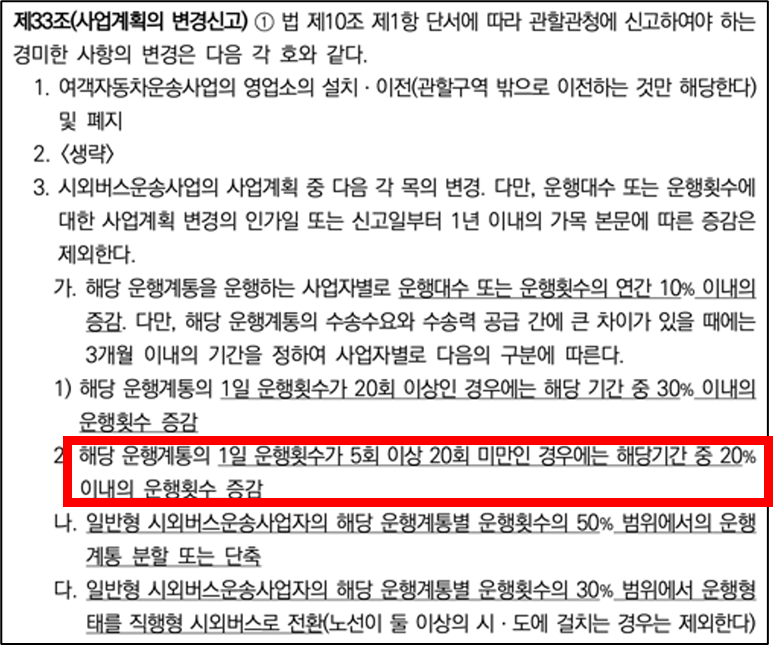 제33조(사업계획의 변경신고) ① 법 제10조 제1항 단서에 따라 관할관청에 신고하여야 하는
경미한 사항의 변경은 다음 각 호와 같다.
1. 여객자동차운송사업의 영업소의 설치·이전(관할구역 밖으로 이전하는 것만 해당한다)
및 폐지
2. <생략>
3. 시외버스운송사업의 사업계획 중 다음 각 목의 변경. 다만, 운행대수 또는 운행횟수에
대한 사업계획 변경의 인가일 또는 신고일부터 1년 이내의 가목 본문에 따른 증감은
제외한다.
가. 해당 운행계통을 운행하는 사업자별로 운행대수 또는 운행횟수의 연간 10% 이내의
증감. 다만, 해당 운행계통의 수송수요와 수송력 공급 간에 큰 차이가 있을 때에는
3개월 이내의 기간을 정하여 사업자별로 다음의 구분에 따른다.
1) 해당 운행계통의 1일 운행횟수가 20회 이상인 경우에는 해당 기간 중 30% 이내의
운행횟수 증감
2 해당 운행계통의 1일 운행횟수가 5회 이상 20회 미만인 경우에는 해당기간 중 20%
이내의 운행횟수 증감
나. 일반형 시외버스운송사업자의 해당 운행계통별 운행횟수의 50% 범위에서의 운행
계통 분할 또는 단축
다. 일반형 시외버스운송사업자의 해당 운행계통별 운행횟수의 30% 범위에서 운행형
태를 직행형 시외버스로 전환(노선이 둘 이상의 시·도에 걸치는 경우는 제외한다)